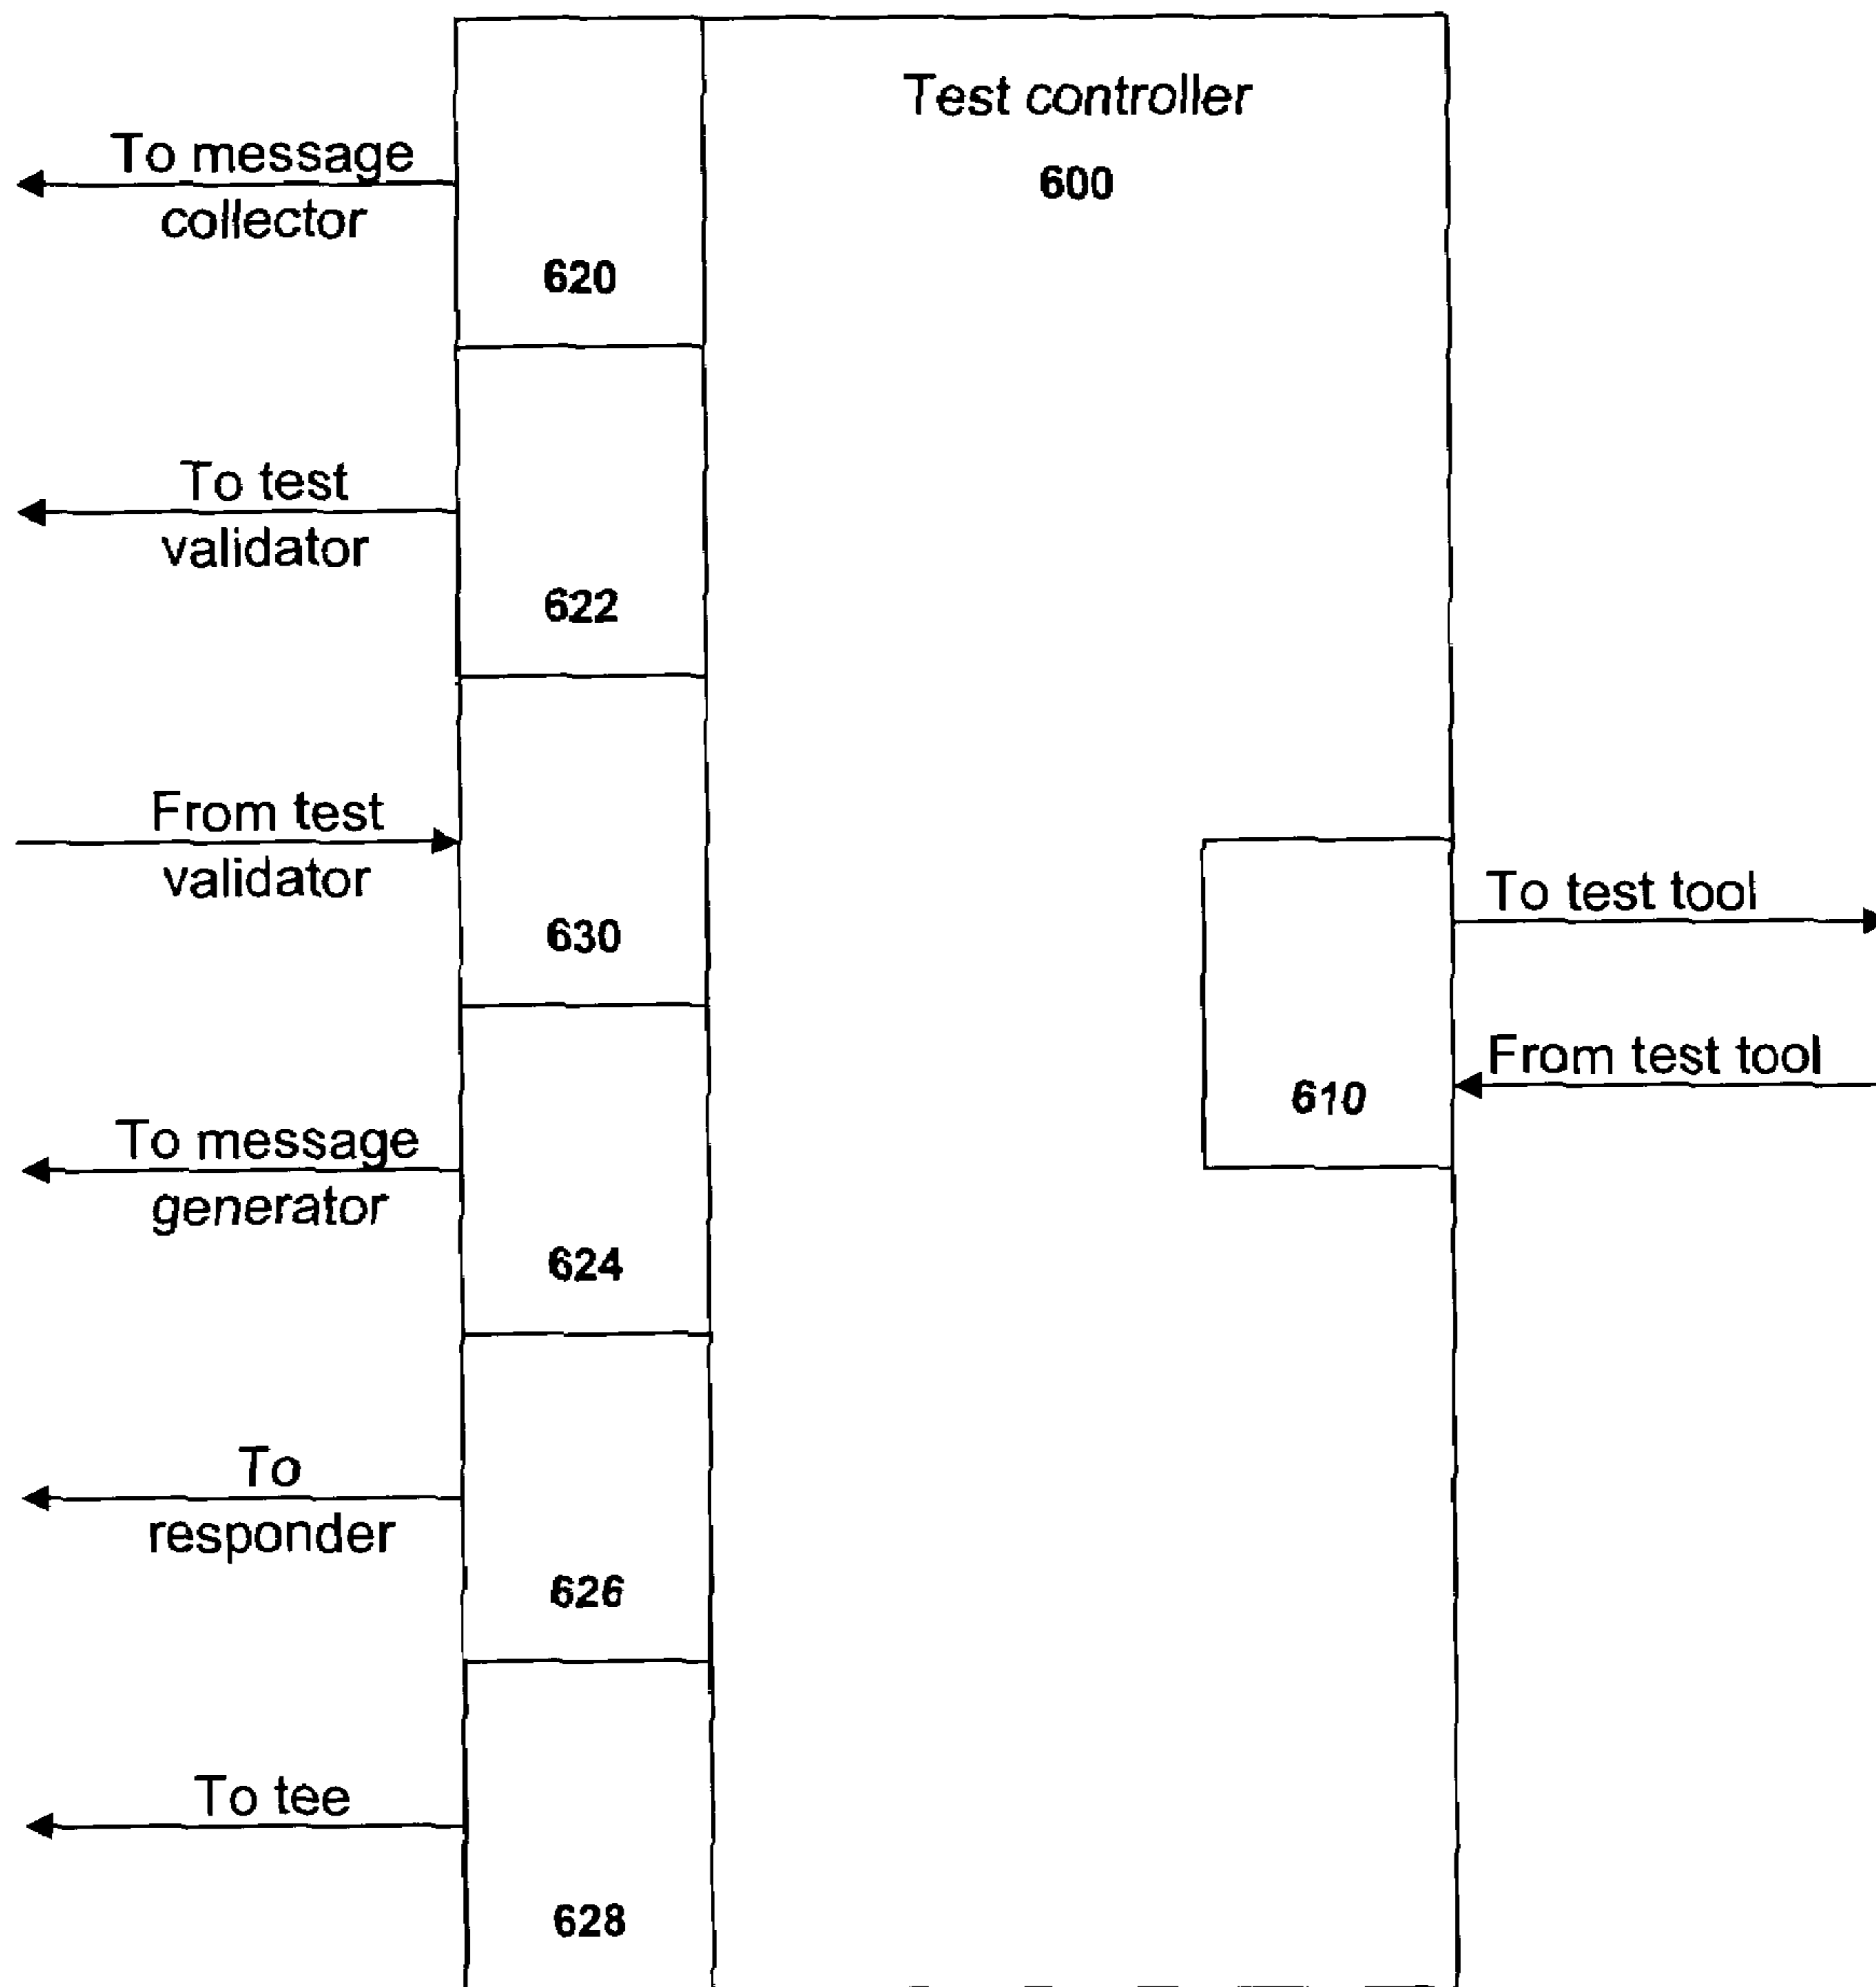 Test controller
600
To message
collector
620
To test
validator
622
From test
validator
630
To test tool
From test tool
610
To message
generator
624
To
responder
626
To tee
628